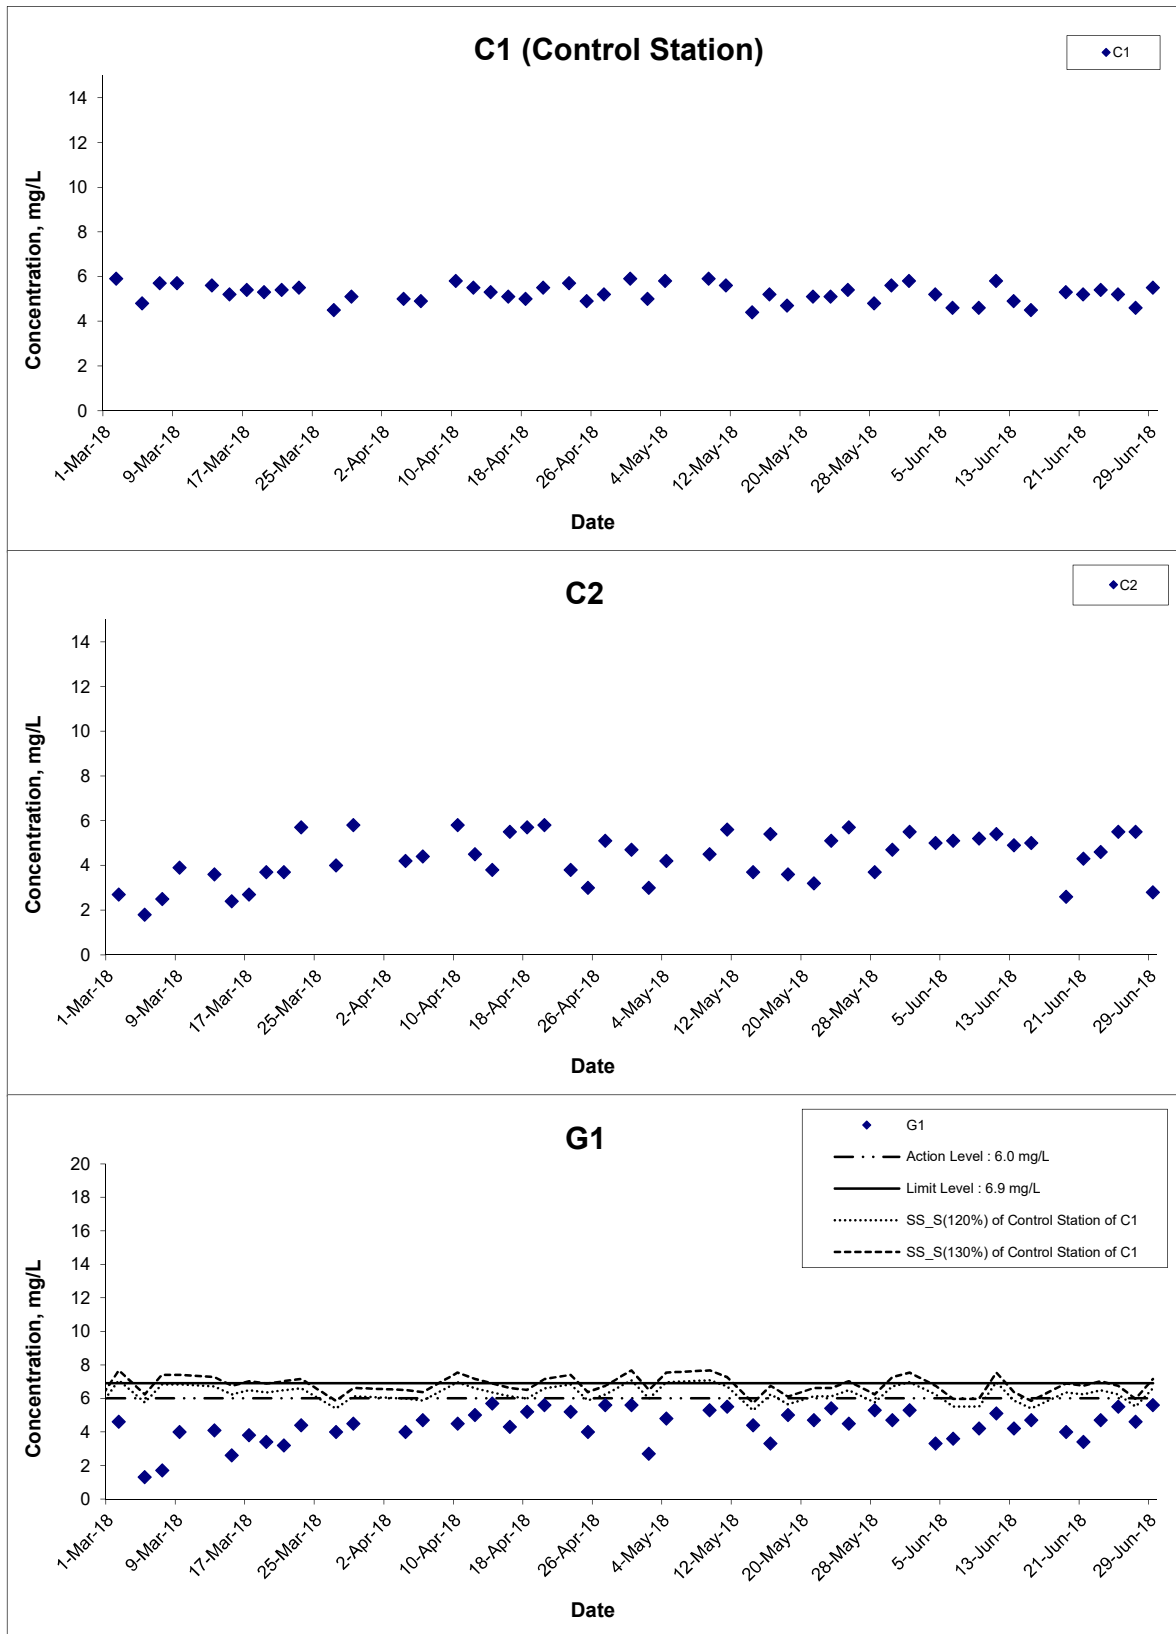 C1 (Control Station)
C1
Concentration, mg/L
14
12
10
8
6
4
2
0
1-Mar-18
9-Mar-18
17-Mar-18
25-Mar-18
2-Apr-18
10-Apr-18
18-Apr-18
26-Apr-18
4-May-18
12-May-18
20-May-18
28-May-18
5-Jun-18
13-Jun-18
21-Jun-18
29-Jun-18
Date
C2
C2
Concentration, mg/L
14
12
10
8
6
4
2
0
1-Mar-18
9-Mar-18
17-Mar-18
25-Mar-18
2-Apr-18
10-Apr-18
18-Apr-18
26-Apr-18
4-May-18
12-May-18
20-May-18
28-May-18
5-Jun-18
13-Jun-18
21-Jun-18
29-Jun-18
Date
G1
G1
Action Level : 6.0 mg/L
Limit Level : 6.9 mg/L
SS_S(120%) of Control Station of C1
SS_S(130%) of Control Station of C1
Concentration, mg/L
20
18
16
14
12
10
8
6
4
2
0
1-Mar-18
9-Mar-18
17-Mar-18
25-Mar-18
2-Apr-18
10-Apr-18
18-Apr-18
26-Apr-18
4-May-18
12-May-18
20-May-18
28-May-18
5-Jun-18
13-Jun-18
21-Jun-18
29-Jun-18
Date